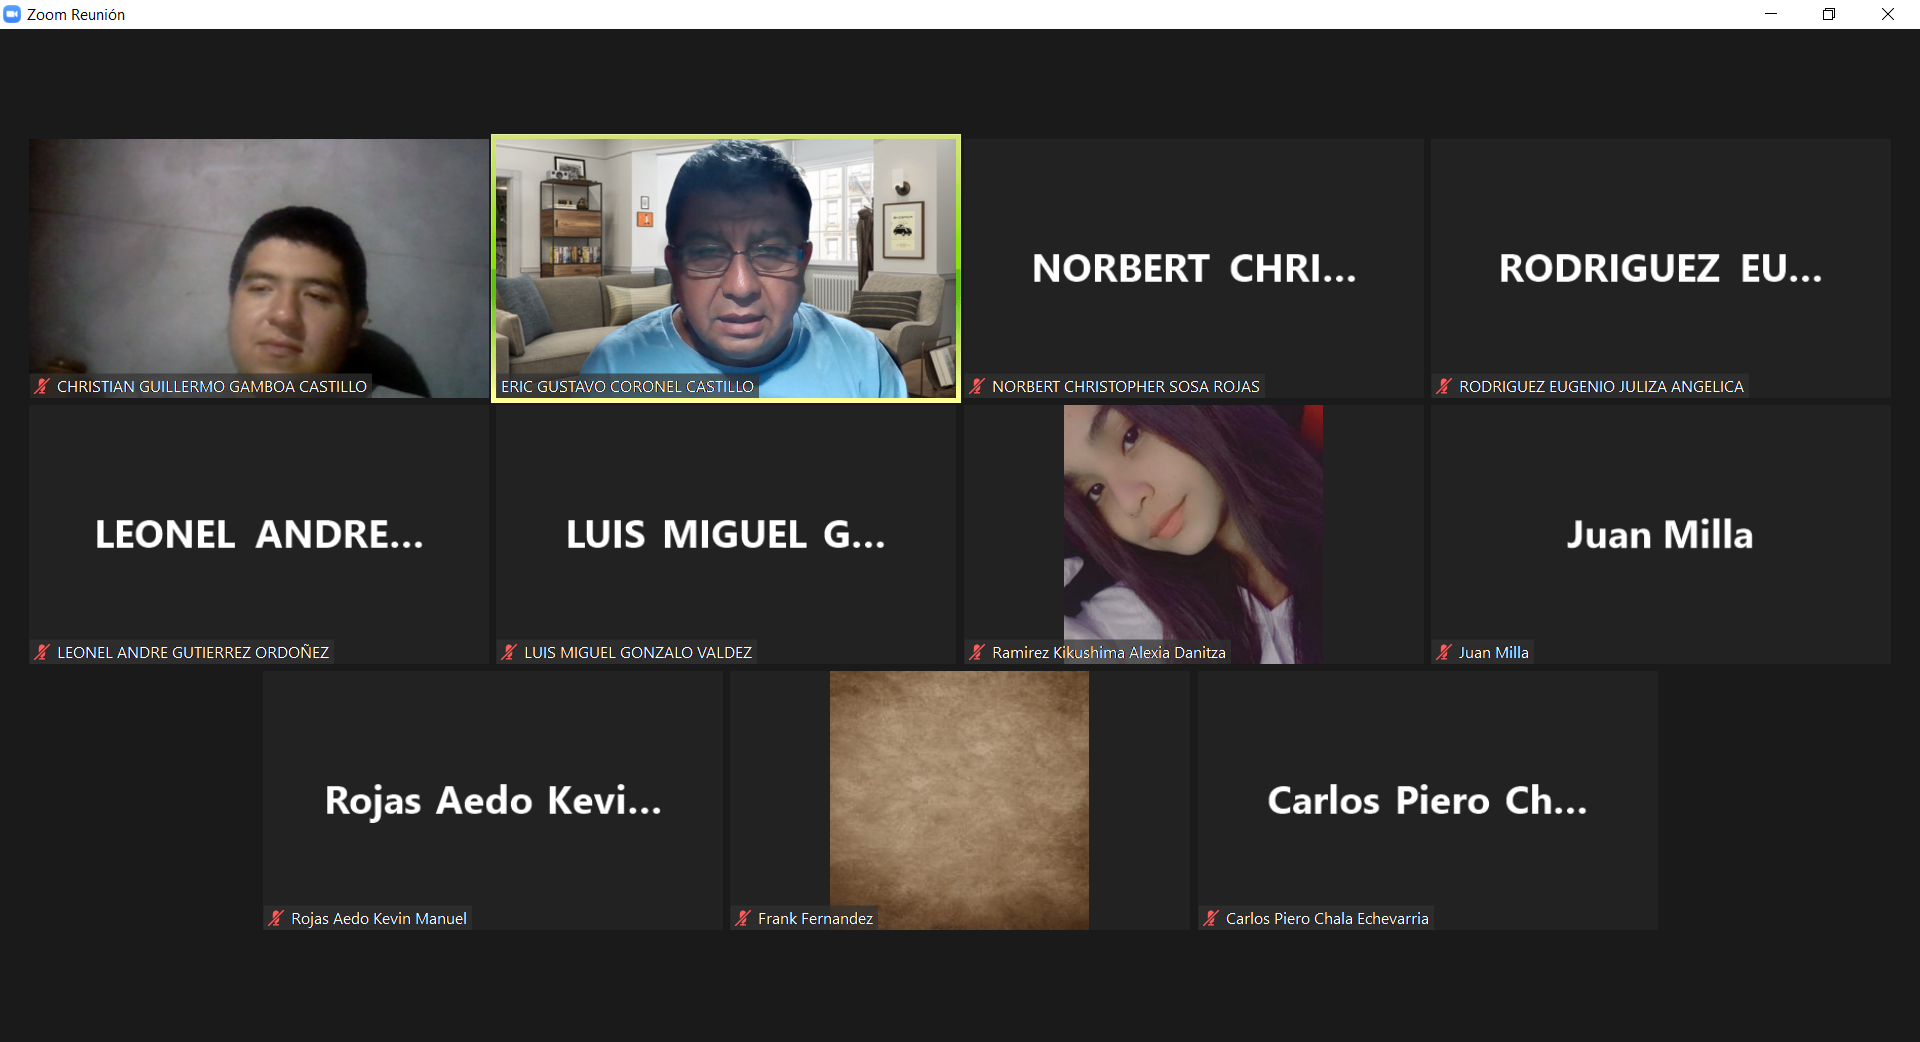 Zoom Reunión
CHRISTIAN GUILLERMO GAMBOA CASTILLO
ERIC GUSTAVO CORONEL CASTILLO
NORBERT CHRI...
NORBERT CHRISTOPHER SOSA ROJAS
RODRIGUEZ EU...
RODRIGUEZ EUGENIO JULIZA ANGELICA
LEONEL ANDRE...
LEONEL ANDRE GUTIERREZ ORDOÑEZ
LUIS MIGUEL G...
LUIS MIGUEL GONZALO VALDEZ
Ramirez Kikushima Alexia Danitza
Juan Milla
Juan Milla
Rojas Aedo Kevi...
Rojas Aedo Kevin Manuel
Frank Fernandez
Carlos Piero Ch...
Carlos Piero Chala Echevarria